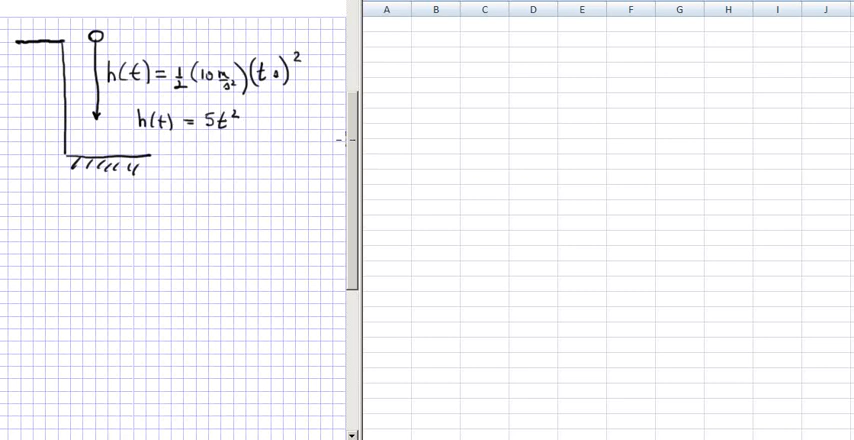 A B C D E F G H I J
h(t) = 1/2 (10 m/s²)(t s)²
h(t) = 5t²